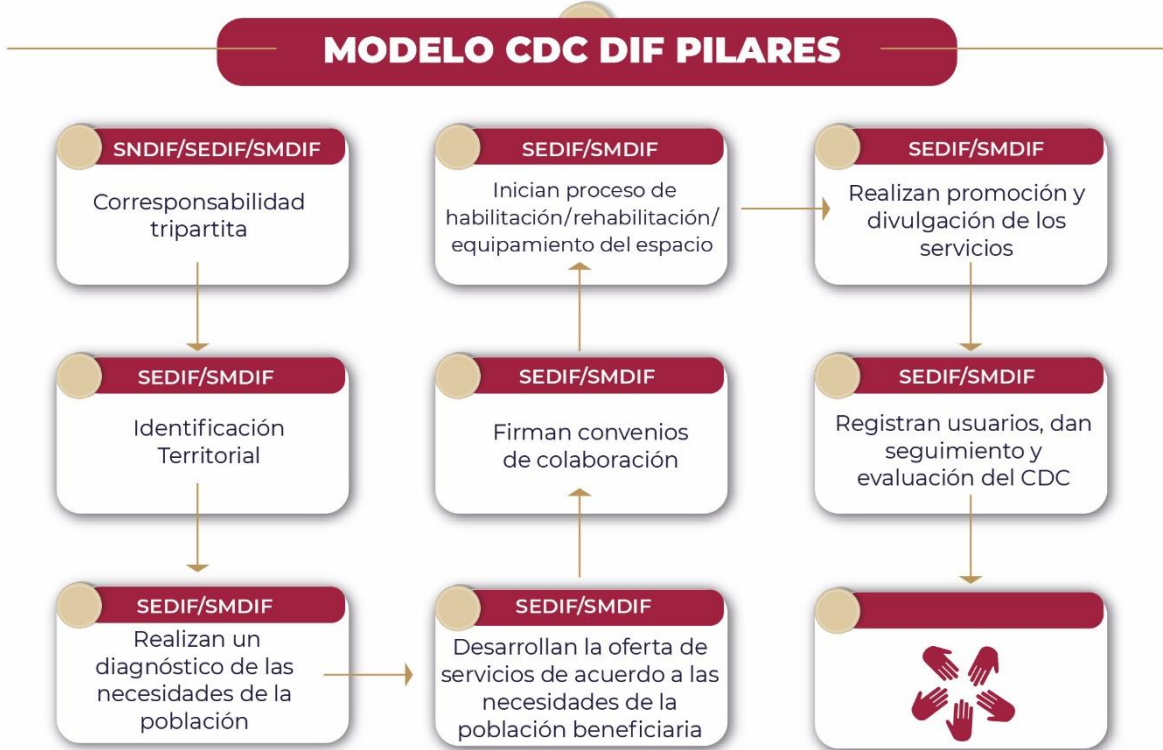 MODELO CDC DIF PILARES
SNDIF/SEDIF/SMDIF
Corresponsabilidad
tripartita
SEDIF/SMDIF
Identificación
Territorial
SEDIF/SMDIF
Realizan un
diagnóstico de las
necesidades de la
población
SEDIF/SMDIF
Desarrollan la oferta de
servicios de acuerdo a las
necesidades de la
población beneficiaria
SEDIF/SMDIF
Firman convenios
de colaboración
SEDIF/SMDIF
Inician proceso de
habilitación/rehabilitación/
equipamiento del espacio
SEDIF/SMDIF
Realizan promoción y
divulgación de los
servicios
SEDIF/SMDIF
Registran usuarios, dan
seguimiento y
evaluación del CDC